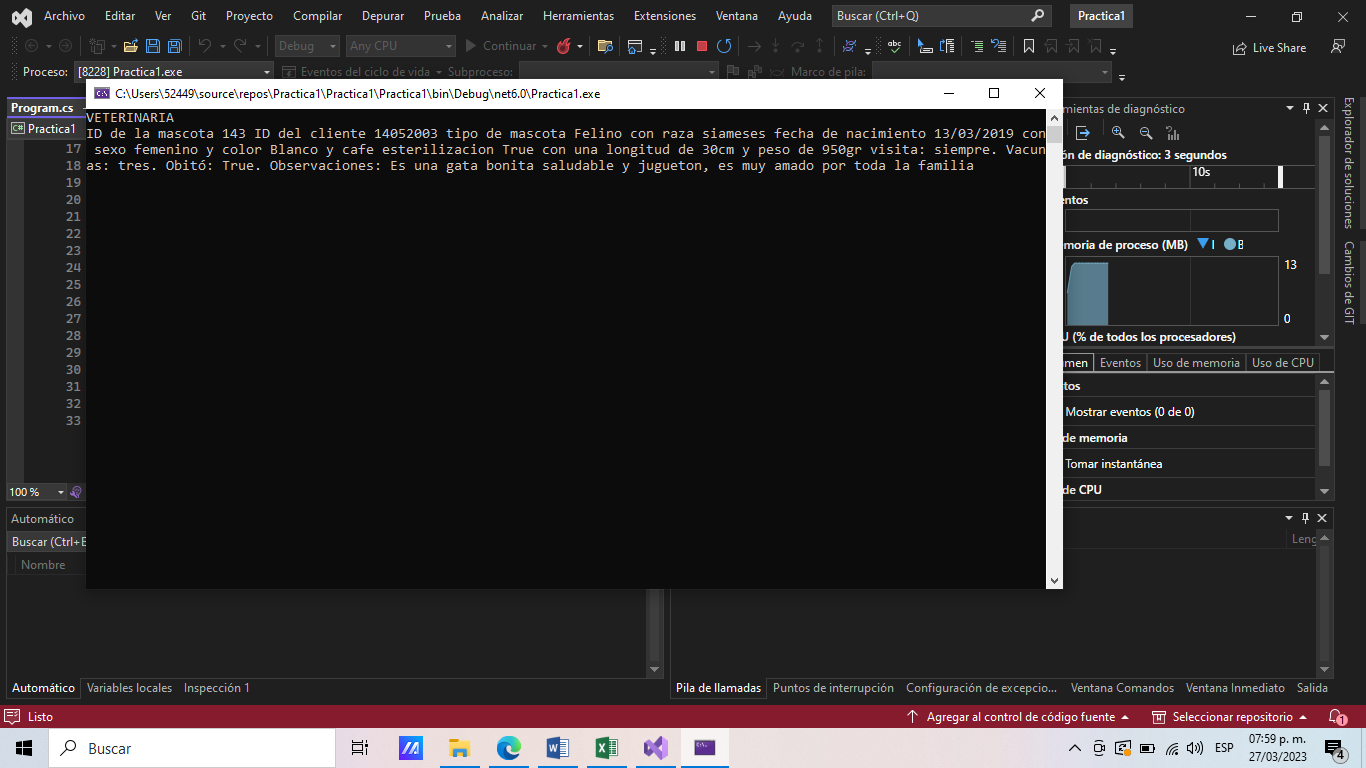 Archivo Editar Ver Git Proyecto Compilar Depurar Prueba Analizar Herramientas Extensiones Ventana Ayuda Buscar (Ctrl+Q) Practica1
Debug Any CPU Continuar Live Share
Proceso: [8228] Practica1.exe Eventos del ciclo de vida Subproceso: Marco de pila:
C:\Users\52449\source\repos\Practica1\Practica1\Practica1\bin\Debug\net6.0\Practica1.exe
VETERINARIA
ID de la mascota 143 ID del cliente 14052003 tipo de mascota Felino con raza siameses fecha de nacimiento 13/03/2019 con
sexo femenino y color Blanco y cafe esterilizacion True con una longitud de 30cm y peso de 950gr visita: siempre. Vacun
as: tres. Obitó: True. Observaciones: Es una gata bonita saludable y jugueton, es muy amado por toda la familia
Program.cs
Practica1
17
18
19
20
21
22
23
24
25
26
27
28
29
30
31
32
33
100 %
mientas de diagnóstico
ón de diagnóstico: 3 segundos
10s
entos
moria de proceso (MB) I B
13
0
U (% de todos los procesadores)
men Eventos Uso de memoria Uso de CPU
tos
Mostrar eventos (0 de 0)
de memoria
Tomar instantánea
de CPU
Explorador de soluciones
Cambios de GIT
Automático
Buscar (Ctrl+E
Nombre
Leng
Automático Variables locales Inspección 1
Pila de llamadas Puntos de interrupción Configuración de excepcio... Ventana Comandos Ventana Inmediato Salida
Listo Agregar al control de código fuente Seleccionar repositorio 1
Buscar ESP 07:59 p. m.
27/03/2023 4